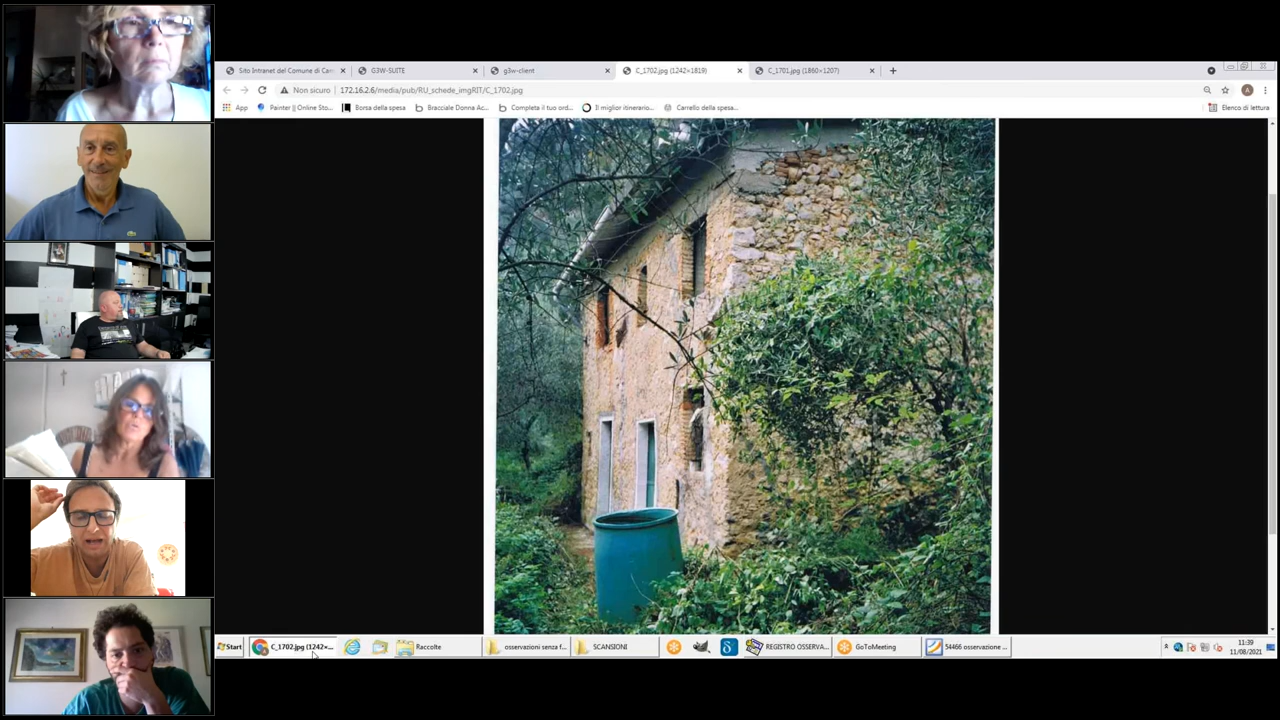 Sito Intranet del Comune di Cam
G3W-SUITE
g3w-client
C_1702.jpg (1242×1819)
C_1701.jpg (1860×1207)
Non sicuro
172.16.2.6/media/pub/RU_schede_imgRIT/C_1702.jpg
A
App
Painter || Online Sto...
Borsa della spesa
Bracciale Donna Ac...
Completa il tuo ord...
Il miglior itinerario...
Carrello della spesa...
Elenco di lettura
Start
C_1702.jpg (1242×...
Raccolte
osservazioni senza f...
SCANSIONI
REGISTRO OSSERVA...
GoToMeeting
54466 osservazione ...
11:39
11/08/2021